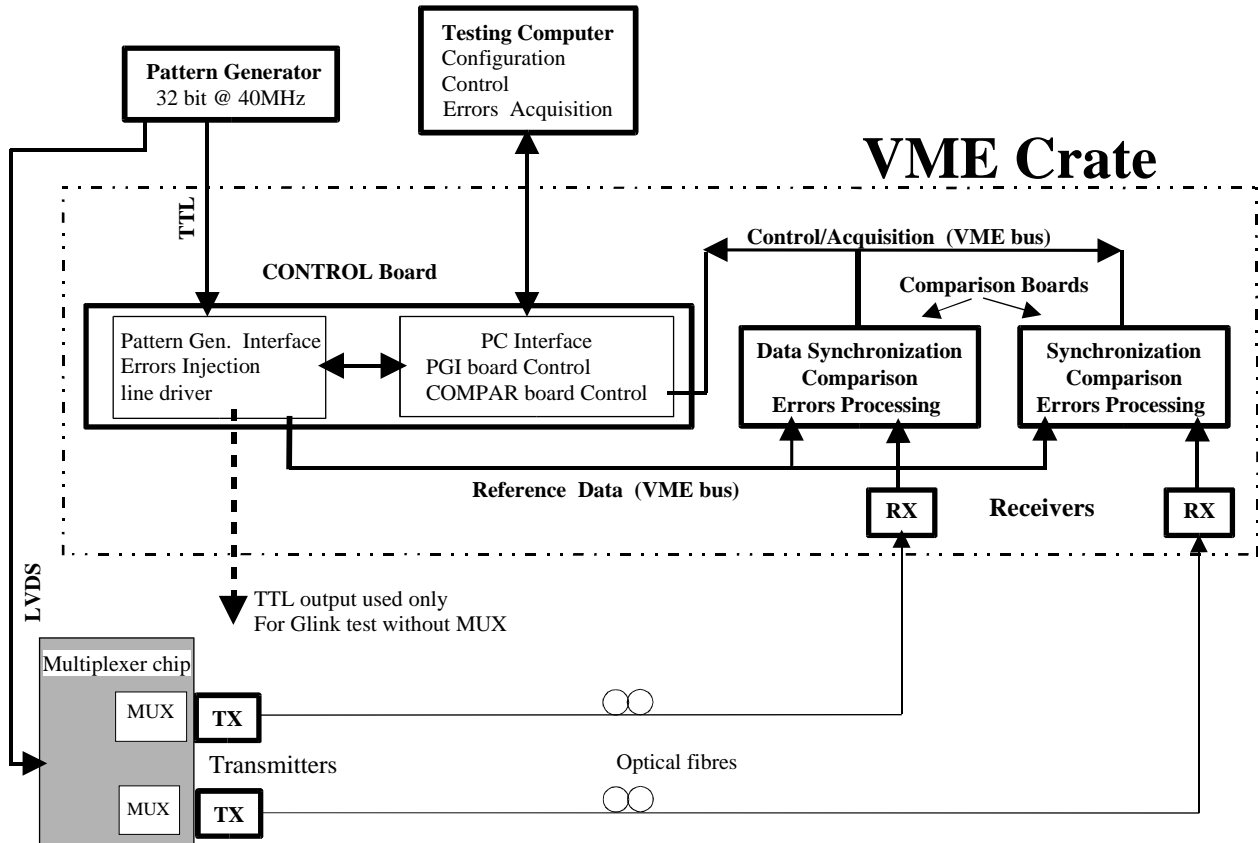 Testing Computer
Configuration
Control
Errors Acquisition
Pattern Generator
32 bit @ 40MHz
VME Crate
TTL
Control/Acquisition (VME bus)
CONTROL Board
Comparison Boards
Pattern Gen. Interface
Errors Injection
line driver
PC Interface
PGI board Control
COMPAR board Control
Data Synchronization
Comparison
Errors Processing
Synchronization
Comparison
Errors Processing
Reference Data (VME bus)
RX
Receivers
RX
LVDS
TTL output used only
For Glink test without MUX
Multiplexer chip
MUX
TX
Transmitters
Optical fibres
MUX
TX